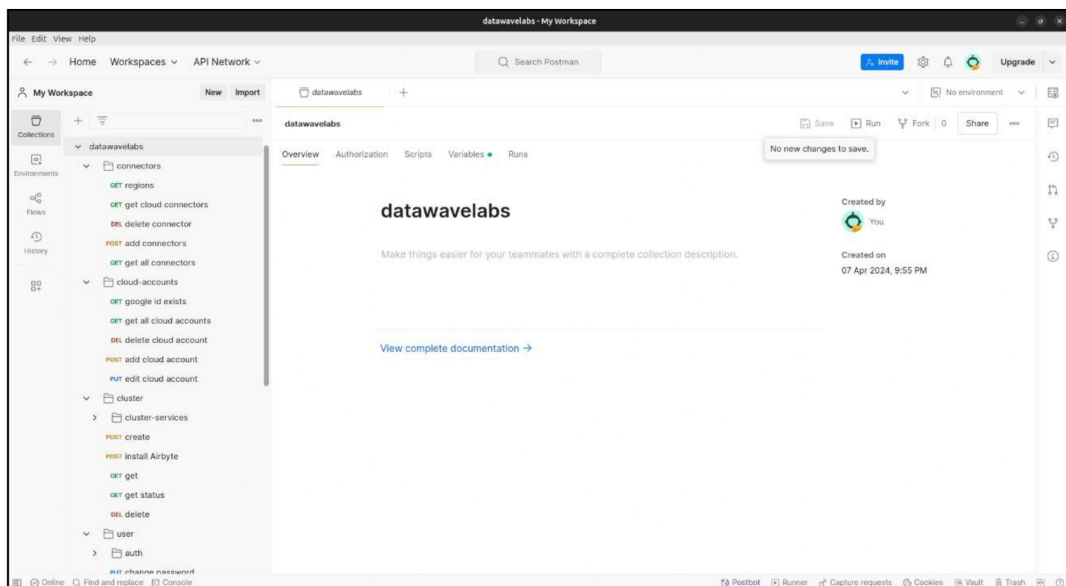 datawavelabs - My Workspace
File Edit View Help
Home Workspaces API Network Search Postman Invite Upgrade
My Workspace New Import datawavelabs No environment
Collections
Environments
Flows
History
datawavelabs
connectors
GET regions
GET get cloud connectors
DEL delete connector
POST add connectors
GET get all connectors
cloud-accounts
GET google id exists
GET get all cloud accounts
DEL delete cloud account
POST add cloud account
PUT edit cloud account
cluster
cluster-services
POST create
POST install Airbyte
GET get
GET get status
DEL delete
user
auth
PUT change password
datawavelabs Save Run Fork 0 Share
Overview Authorization Scripts Variables Runs
No new changes to save.
datawavelabs
Make things easier for your teammates with a complete collection description.
View complete documentation →
Created by
You
Created on
07 Apr 2024, 9:55 PM
Online Find and replace Console Postbot Runner Capture requests Cookies Vault Trash